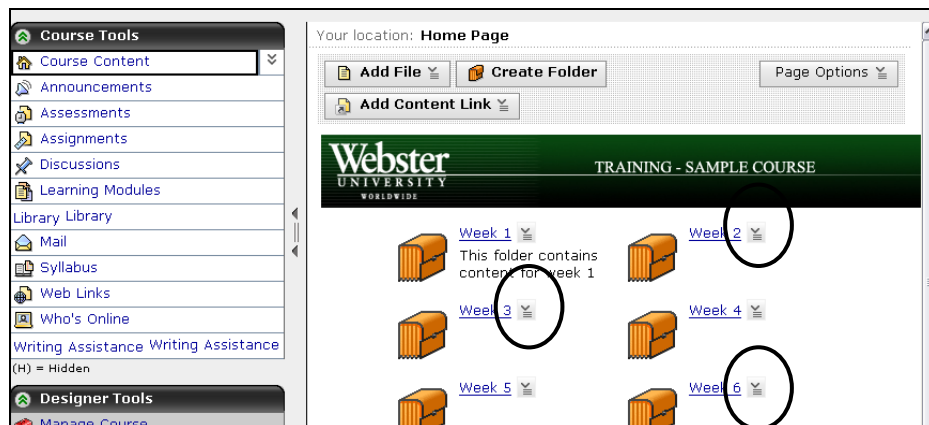 Course Tools
Course Content
Announcements
Assessments
Assignments
Discussions
Learning Modules
Library Library
Mail
Syllabus
Web Links
Who's Online
Writing Assistance Writing Assistance
(H) = Hidden
Designer Tools
Manage Course
Your location: Home Page
Add File
Create Folder
Page Options
Add Content Link
Webster
UNIVERSITY
WORLDWIDE
TRAINING - SAMPLE COURSE
Week 1
This folder contains
content for week 1
Week 2
Week 3
Week 4
Week 5
Week 6